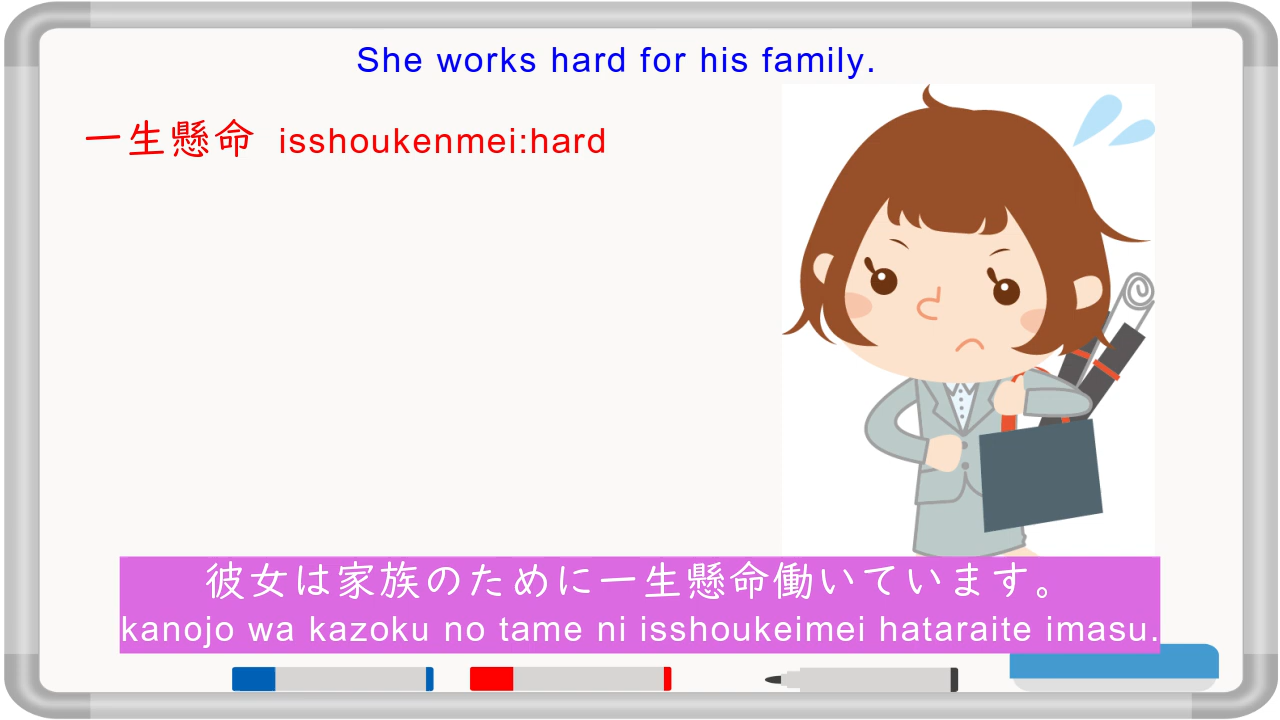 She works hard for his family.
一生懸命 isshoukenmei:hard
彼女は家族のために一生懸命働いています。
kanojo wa kazoku no tame ni isshoukeimei hataraite imasu.